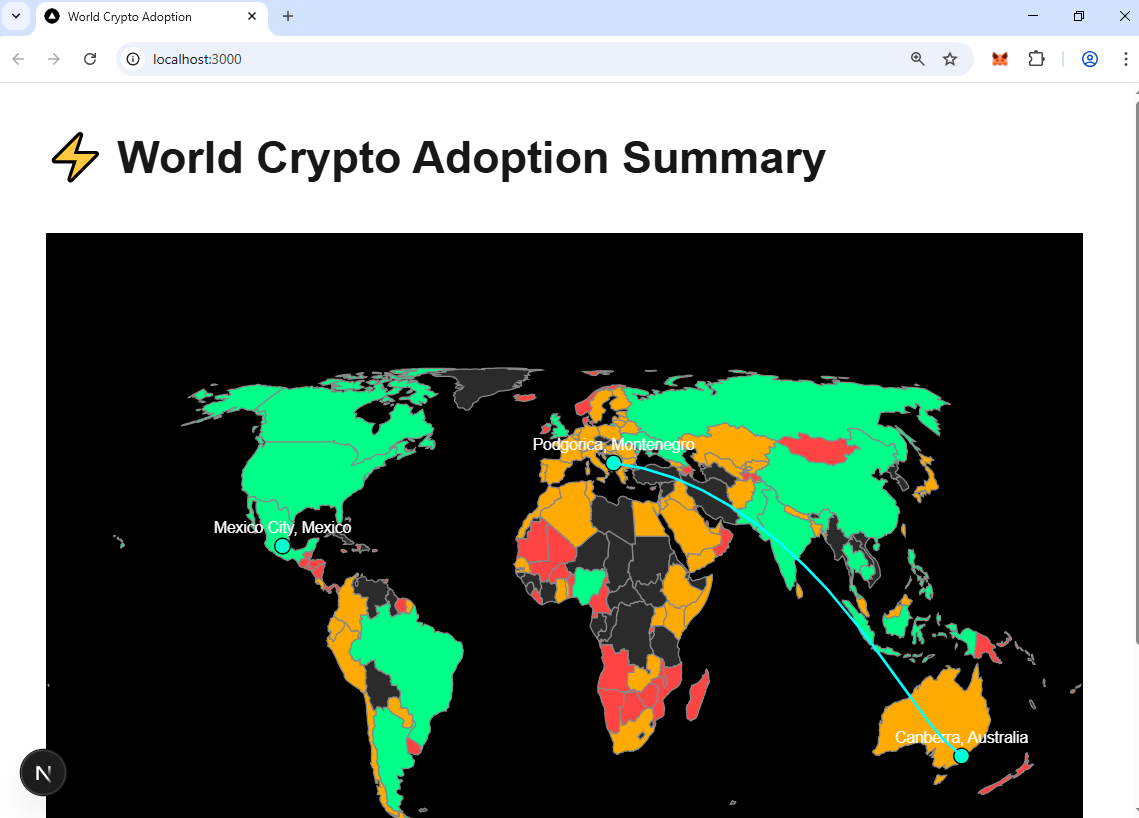 World Crypto Adoption
localhost:3000
⚡ World Crypto Adoption Summary
Podgorica, Montenegro
Mexico City, Mexico
Canberra, Australia
N